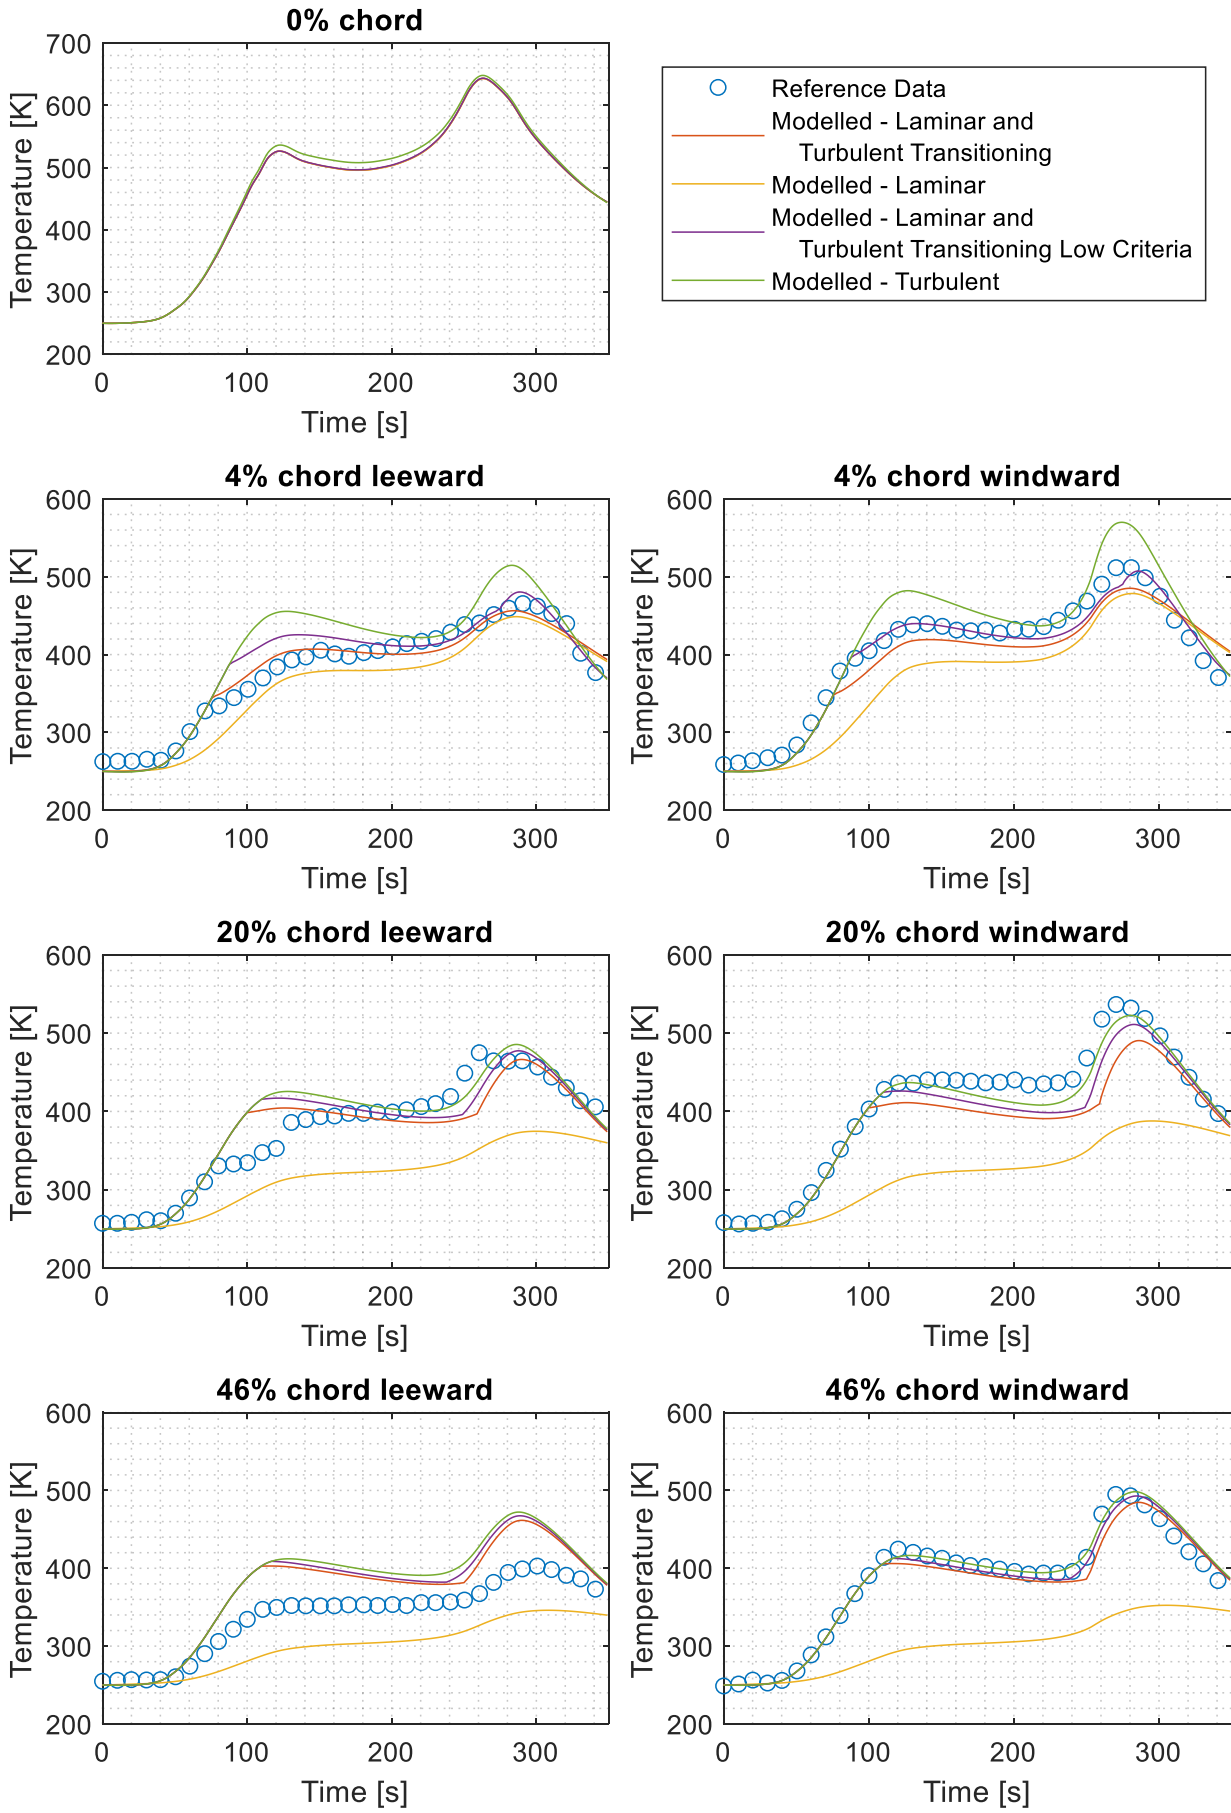 0% chord
Temperature [K]
700
600
500
400
300
200
0
100
200
300
Time [s]
Reference Data
Modelled - Laminar and
Turbulent Transitioning
Modelled - Laminar
Modelled - Laminar and
Turbulent Transitioning Low Criteria
Modelled - Turbulent
4% chord leeward
Temperature [K]
600
500
400
300
200
0
100
200
300
Time [s]
4% chord windward
Temperature [K]
600
500
400
300
200
0
100
200
300
Time [s]
20% chord leeward
Temperature [K]
600
500
400
300
200
0
100
200
300
Time [s]
20% chord windward
Temperature [K]
600
500
400
300
200
0
100
200
300
Time [s]
46% chord leeward
Temperature [K]
600
500
400
300
200
0
100
200
300
Time [s]
46% chord windward
Temperature [K]
600
500
400
300
200
0
100
200
300
Time [s]